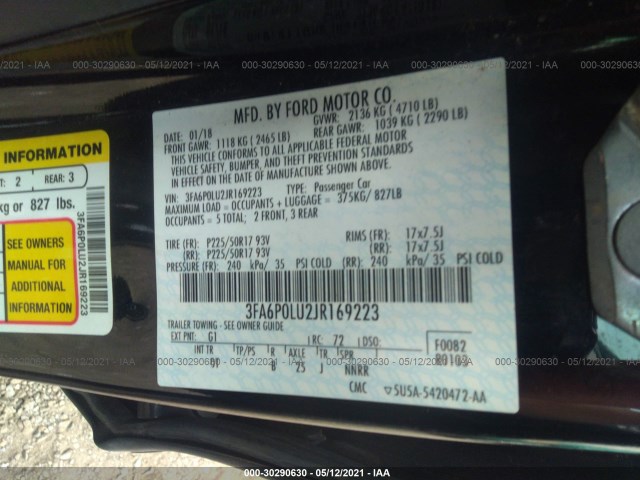 000-30290630 - 05/12/2021 - IAA
MFD. BY FORD MOTOR CO.
DATE: 01/18
GVWR: 2136 KG ( 4710 LB)
FRONT GAWR: 1118 KG ( 2465 LB)
REAR GAWR: 1039 KG ( 2290 LB)
THIS VEHICLE CONFORMS TO ALL APPLICABLE FEDERAL MOTOR
VEHICLE SAFETY, BUMPER, AND THEFT PREVENTION STANDARDS
IN EFFECT ON THE DATE OF MANUFACTURE SHOWN ABOVE.
VIN: 3FA6P0LU2JR169223 TYPE: Passenger Car
MAXIMUM LOAD = OCCUPANTS + LUGGAGE = 375KG/ 827LB
OCCUPANTS = 5 TOTAL; 2 FRONT, 3 REAR
TIRE (FR): P225/50R17 93V RIMS (FR): 17x7.5J
(RR): P225/50R17 93V (RR): 17x7.5J
PRESSURE (FR): 240 kPa/ 35 PSI COLD (RR): 240 kPa/ 35 PSI COLD
3FA6P0LU2JR169223
TRAILER TOWING - SEE OWNER GUIDE
EXT PNT: G1 RC: 72 DSO: F0082
INT TR TP/PS R AXLE TR SPR
25 J NNRR
CMC 5U5A-5420472-AA
INFORMATION
: 2 REAR: 3
kg or 827 lbs.
SEE OWNERS
MANUAL FOR
ADDITIONAL
INFORMATION
3FA6P0LU2JR169223
000-30290630 - 05/12/2021 - IAA